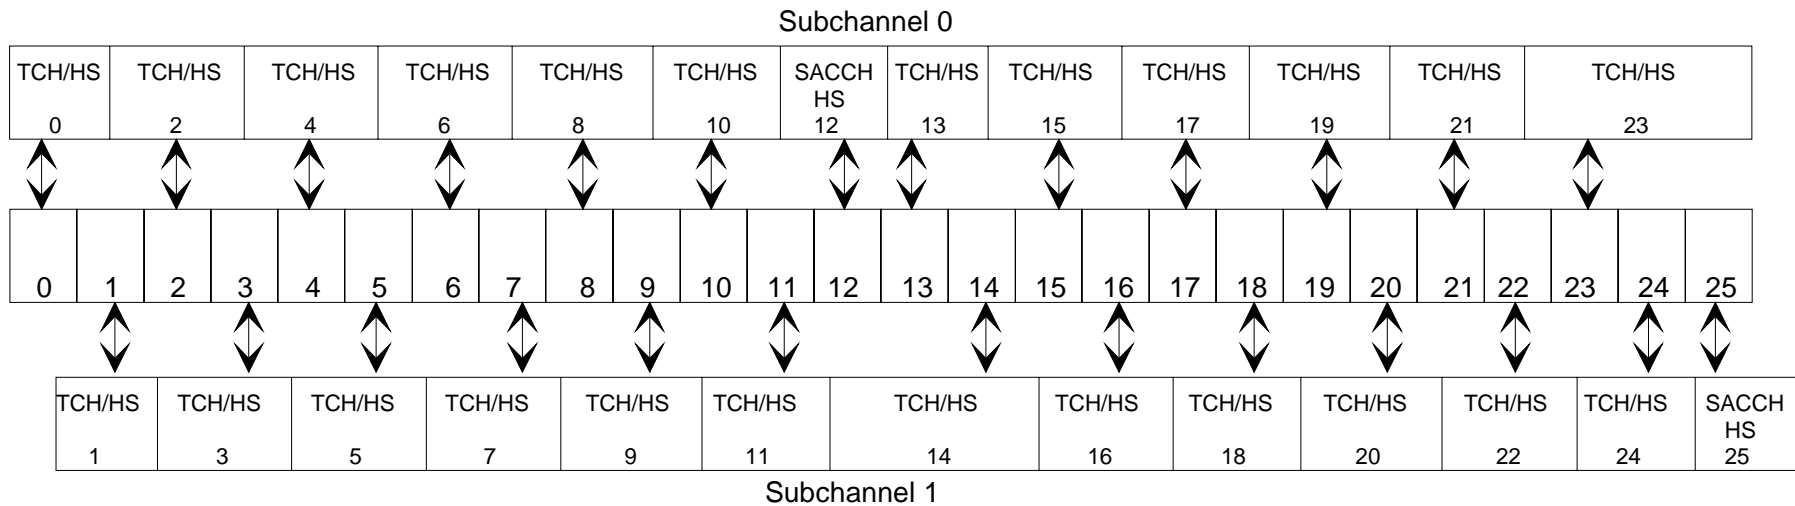 Subchannel 0
TCH/HS TCH/HS TCH/HS TCH/HS TCH/HS TCH/HS SACCH TCH/HS TCH/HS TCH/HS TCH/HS TCH/HS TCH/HS
HS
0 2 4 6 8 10 12 13 15 17 19 21 23
0 1 2 3 4 5 6 7 8 9 10 11 12 13 14 15 16 17 18 19 20 21 22 23 24 25
TCH/HS TCH/HS TCH/HS TCH/HS TCH/HS TCH/HS TCH/HS TCH/HS TCH/HS TCH/HS TCH/HS TCH/HS SACCH
HS
1 3 5 7 9 11 14 16 18 20 22 24 25
Subchannel 1